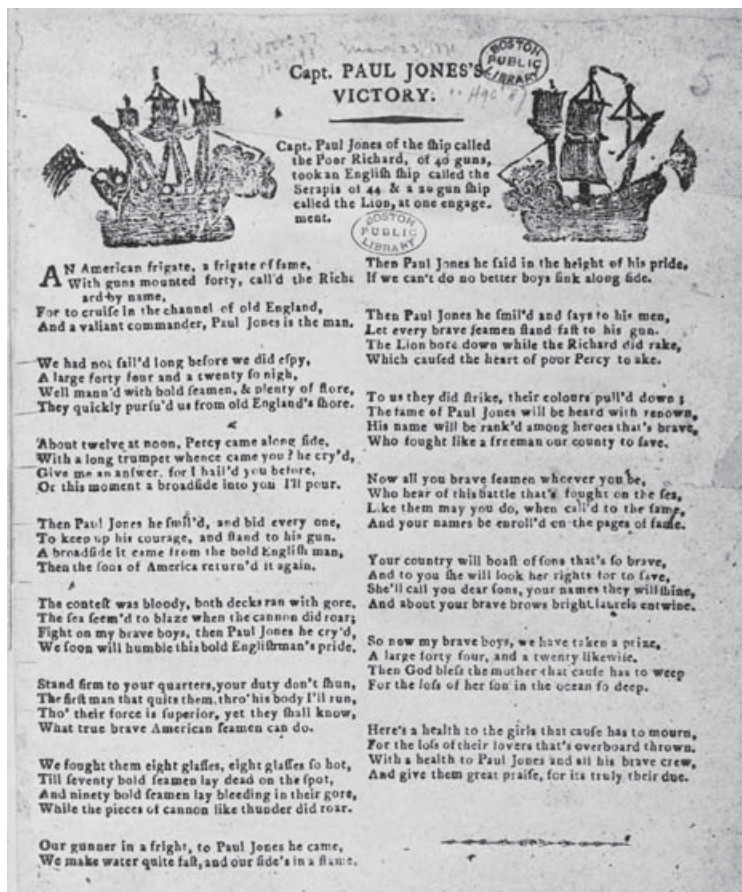 BOSTON
PUBLIC
LIBRARY
Capt. PAUL JONES'S
VICTORY.
Capt. Paul Jones of the ſhip called
the Poor Richard, of 40 guns,
took an Engliſh ſhip called the
Serapis of 44 & a 20 gun ſhip
called the Lion, at one engage-
ment.
BOSTON
PUBLIC
LIBRARY
AN American frigate, a frigate of fame,
With guns mounted forty, call'd the Rich
ard by name,
For to cruiſe in the channel of old England,
And a valiant commander, Paul Jones is the man.
We had not ſail'd long before we did eſpy,
A large forty four and a twenty ſo nigh,
Well mann'd with bold ſeamen, & plenty of ſtore,
They quickly purſu'd us from old England's ſhore.
About twelve at noon, Percy came along ſide,
With a long trumpet whence came you? he cry'd,
Give me an anſwer, for I hail'd you before,
Or this moment a broadſide into you I'll pour.
Then Paul Jones he ſmil'd, and bid every one,
To keep up his courage, and ſtand to his gun.
A broadſide it came from the bold Engliſh man,
Then the ſons of America return'd it again.
The conteſt was bloody, both decks ran with gore,
The ſea ſeem'd to blaze when the cannon did roar;
Fight on my brave boys, then Paul Jones he cry'd,
We ſoon will humble this bold Engliſhman's pride.
Stand firm to your quarters, your duty don't ſhun,
The firſt man that quits them, thro' his body I'll run,
Tho' their force is ſuperior, yet they ſhall know,
What true brave American ſeamen can do.
We fought them eight glaſſes, eight glaſſes ſo hot,
Till ſeventy bold ſeamen lay dead on the ſpot,
And ninety bold ſeamen lay bleeding in their gore,
While the pieces of cannon like thunder did roar.
Our gunner in a fright, to Paul Jones he came,
We make water quite faſt, and our ſide's in a flame.
Then Paul Jones he ſaid in the height of his pride,
If we can't do no better boys ſink along ſide.
Then Paul Jones he ſmil'd and ſays to his men,
Let every brave ſeamen ſtand faſt to his gun.
The Lion bore down while the Richard did rake,
Which cauſed the heart of poor Percy to ake.
To us they did ſtrike, their colours pull'd down;
The fame of Paul Jones will be heard with renown,
His name will be rank'd among heroes that's brave,
Who fought like a freeman our county to ſave.
Now all you brave ſeamen wherever you be,
Who hear of this battle that's fought on the ſea,
Like them may you do, when call'd to the ſame,
And your names be enroll'd on the pages of fame.
Your country will boaſt of ſons that's ſo brave,
And to you ſhe will look her rights for to ſave,
She'll call you dear ſons, your names they will ſhine,
And about your brave brows bright laurels entwine.
So now my brave boys, we have taken a prize,
A large forty four, and a twenty likewiſe,
Then God bleſs the mother that cauſe has to weep
For the loſs of her ſon in the ocean ſo deep.
Here's a health to the girls that cauſe has to mourn,
For the loſs of their lovers that's overboard thrown.
With a health to Paul Jones and all his brave crew,
And give them great praiſe, for its truly their due.